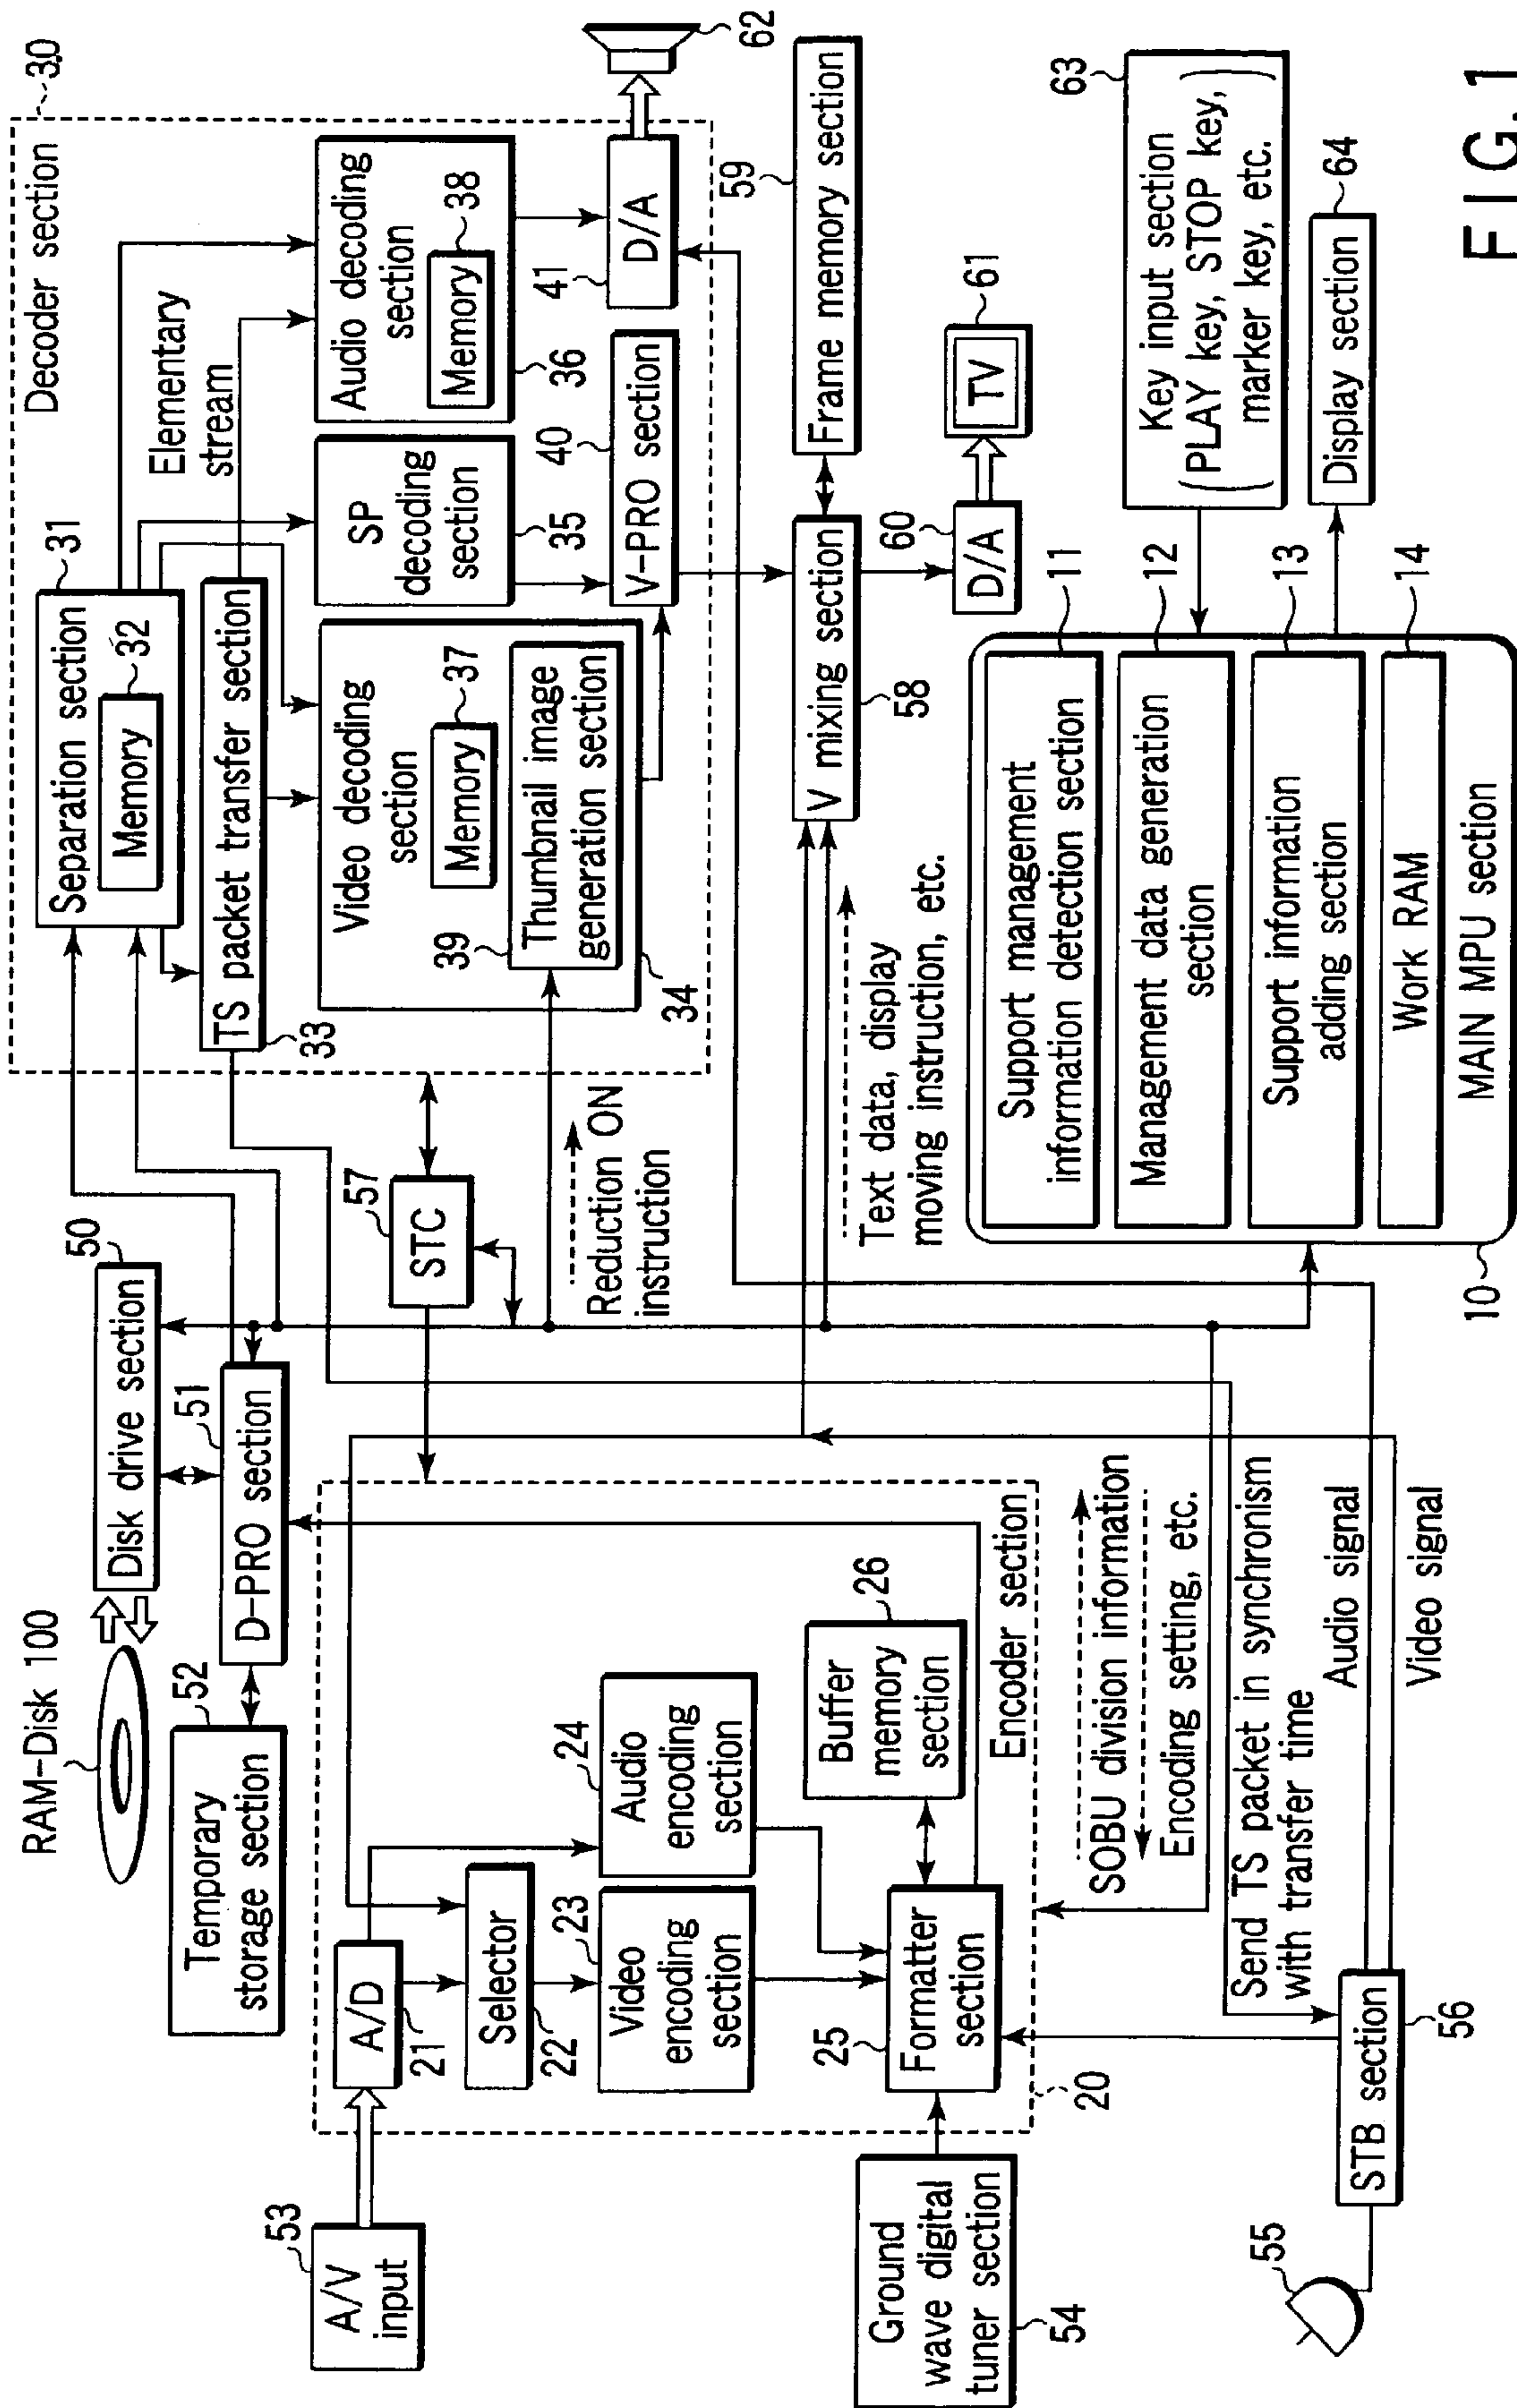 RAM-Disk 100
50
Disk drive section
51
D-PRO section
52
Temporary
storage section
53
A/V
input
A/D
21
Selector
22
23
Video
encoding
section
24
Audio
encoding
section
25
Formatter
section
26
Buffer
memory
section
Encoder section
20
Ground
wave digital
tuner section
54
55
STB section
56
57
STC
Reduction ON
instruction
SOBU division information
Encoding setting, etc.
Send TS packet in synchronism
with transfer time
Audio signal
Video signal
Decoder section
30
31
Separation section
32
Memory
TS packet transfer section
33
Elementary
stream
Video decoding
section
37
Memory
39
Thumbnail image
generation section
34
SP
decoding
section
35
Audio decoding
section
38
Memory
36
40
V-PRO section
41
D/A
62
V mixing section
58
59
Frame memory section
60
D/A
61
TV
Text data, display
moving instruction, etc.
Support management
information detection section
11
Management data generation
section
12
Support information
adding section
13
Work RAM
14
MAIN MPU section
10
63
Key input section
(PLAY key, STOP key,
marker key, etc.)
64
Display section
FIG.1